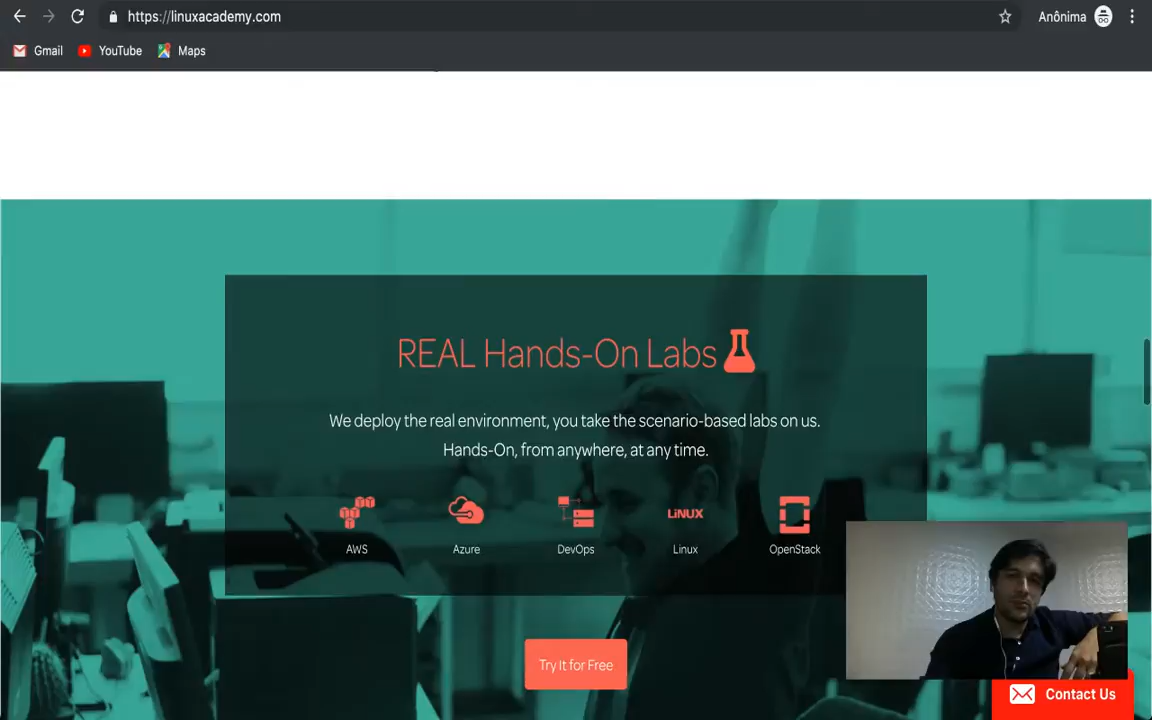 https://linuxacademy.com
Anônima
Gmail YouTube Maps
REAL Hands-On Labs
We deploy the real environment, you take the scenario-based labs on us.
Hands-On, from anywhere, at any time.
LiNUX
AWS Azure DevOps Linux OpenStack
Try It for Free
Contact Us